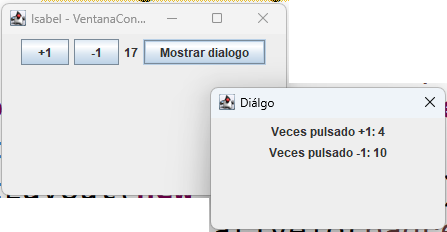 Isabel - VentanaCon...
+1 -1 17 Mostrar dialogo
Diálgo
Veces pulsado +1: 4
Veces pulsado -1: 10